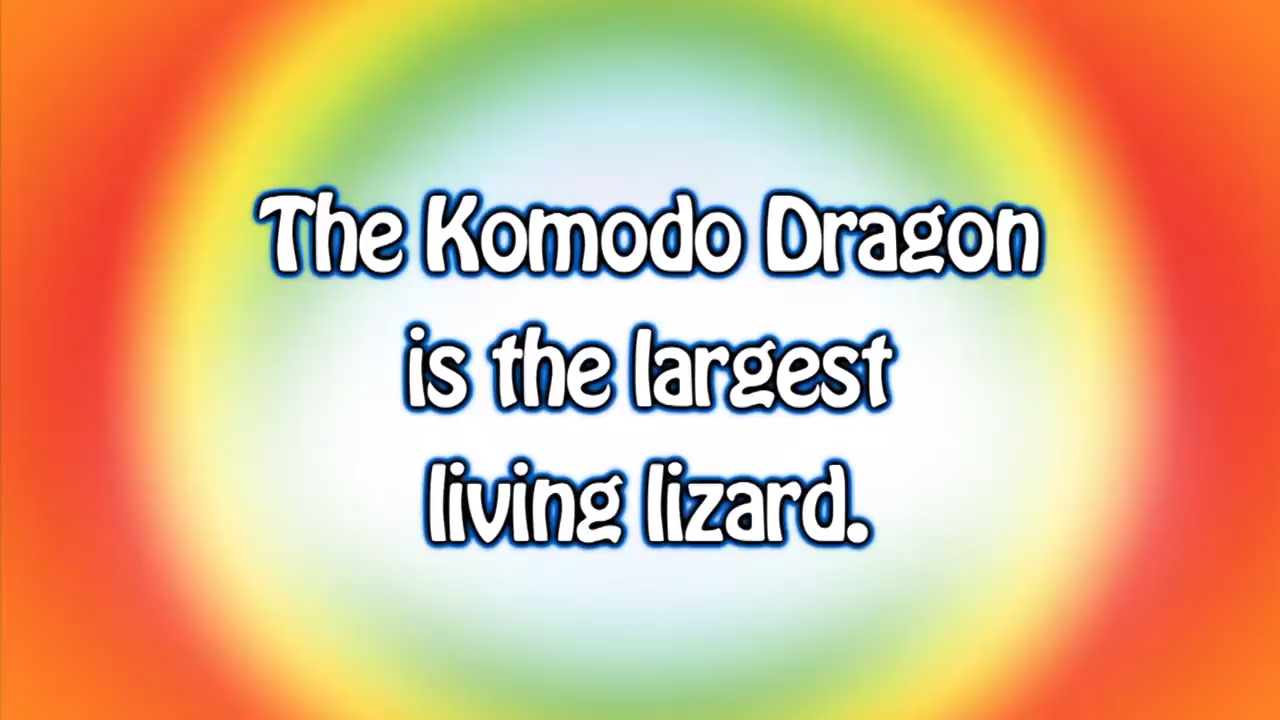 The Komodo Dragon
is the largest
living lizard.